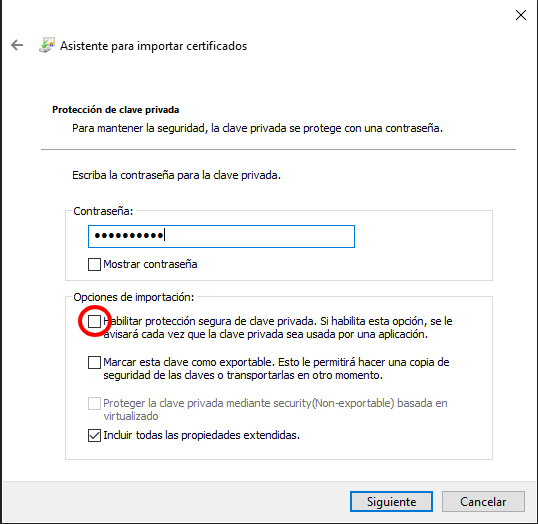 Asistente para importar certificados
Protección de clave privada
Para mantener la seguridad, la clave privada se protege con una contraseña.
Escriba la contraseña para la clave privada.
Contraseña:
●●●●●●●●●●
Mostrar contraseña
Opciones de importación:
Habilitar protección segura de clave privada. Si habilita esta opción, se le
avisará cada vez que la clave privada sea usada por una aplicación.
Marcar esta clave como exportable. Esto le permitirá hacer una copia de
seguridad de las claves o transportarlas en otro momento.
Proteger la clave privada mediante security(Non-exportable) basada en
virtualizado
Incluir todas las propiedades extendidas.
Siguiente
Cancelar